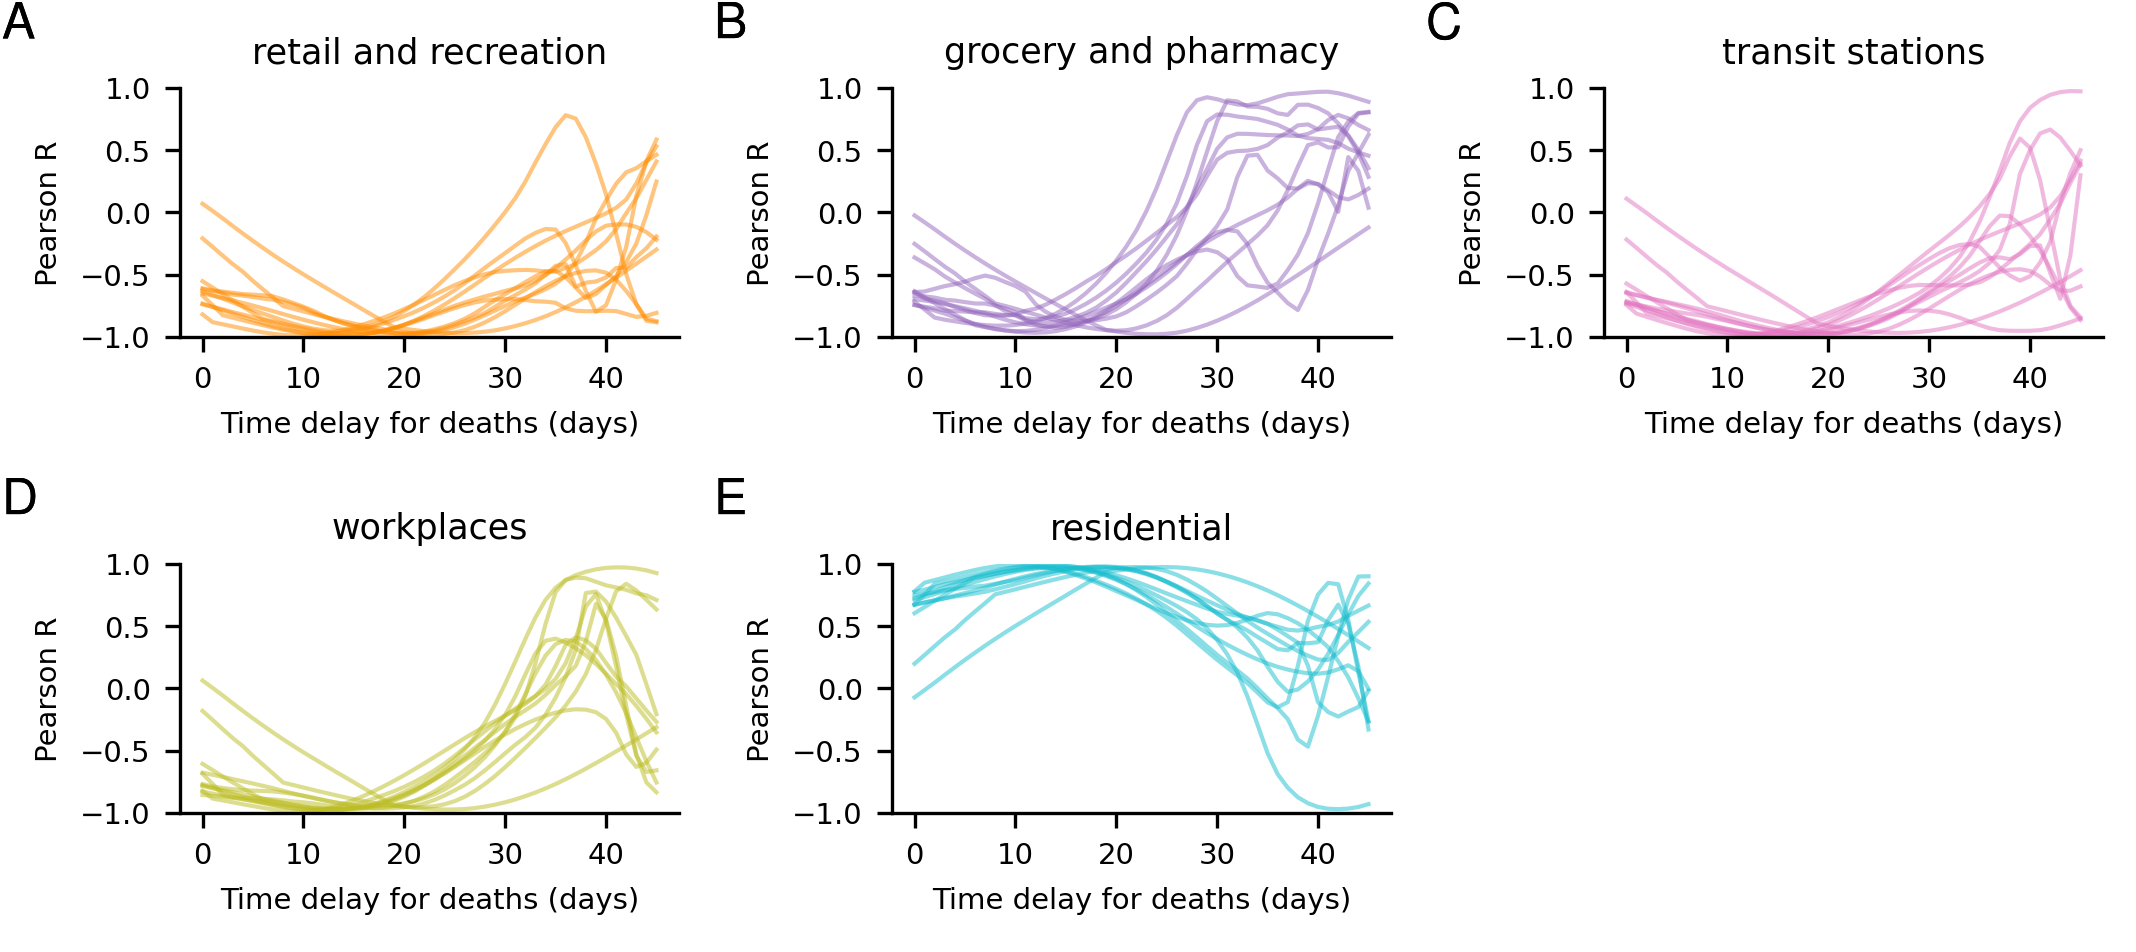 A
retail and recreation
1.0
0.5
0.0
−0.5
−1.0
Pearson R
0 10 20 30 40
Time delay for deaths (days)
B
grocery and pharmacy
1.0
0.5
0.0
−0.5
−1.0
Pearson R
0 10 20 30 40
Time delay for deaths (days)
C
transit stations
1.0
0.5
0.0
−0.5
−1.0
Pearson R
0 10 20 30 40
Time delay for deaths (days)
D
workplaces
1.0
0.5
0.0
−0.5
−1.0
Pearson R
0 10 20 30 40
Time delay for deaths (days)
E
residential
1.0
0.5
0.0
−0.5
−1.0
Pearson R
0 10 20 30 40
Time delay for deaths (days)